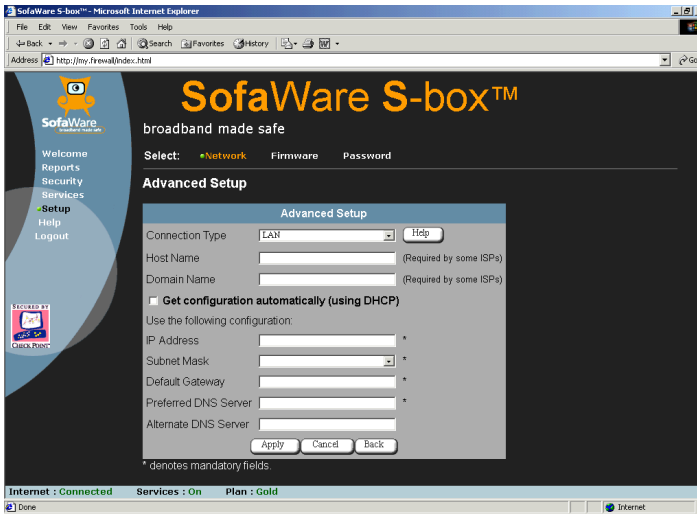 SofaWare S-box™ - Microsoft Internet Explorer
File Edit View Favorites Tools Help
Back Search Favorites History
Address http://my.firewall/index.html Go
SofaWare
broadband made safe
SofaWare S-box™
broadband made safe
Select: Network Firmware Password
Welcome
Reports
Security
Services
Setup
Help
Logout
SECURED BY
CHECK POINT
Advanced Setup
Advanced Setup
Connection Type LAN Help
Host Name (Required by some ISPs)
Domain Name (Required by some ISPs)
Get configuration automatically (using DHCP)
Use the following configuration:
IP Address *
Subnet Mask *
Default Gateway *
Preferred DNS Server *
Alternate DNS Server
Apply Cancel Back
* denotes mandatory fields.
Internet : Connected Services : On Plan : Gold
Done Internet